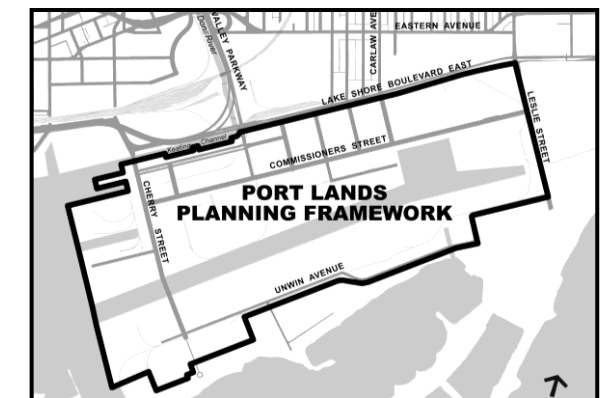 EASTERN AVENUE
VALLEY PARKWAY
Don River
CARLAW AVE
LAKE SHORE BOULEVARD EAST
Keating Channel
COMMISSIONERS STREET
LESLIE STREET
CHERRY STREET
PORT LANDS
PLANNING FRAMEWORK
UNWIN AVENUE